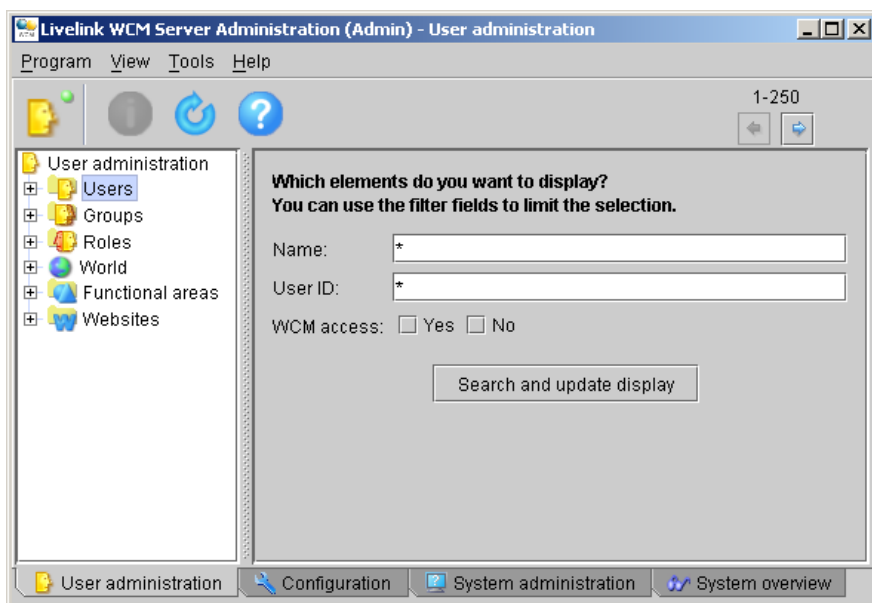 Livelink WCM Server Administration (Admin) - User administration
Program View Tools Help
1-250
User administration
Users
Groups
Roles
World
Functional areas
Websites
Which elements do you want to display?
You can use the filter fields to limit the selection.
Name: *
User ID: *
WCM access: Yes No
Search and update display
User administration Configuration System administration System overview